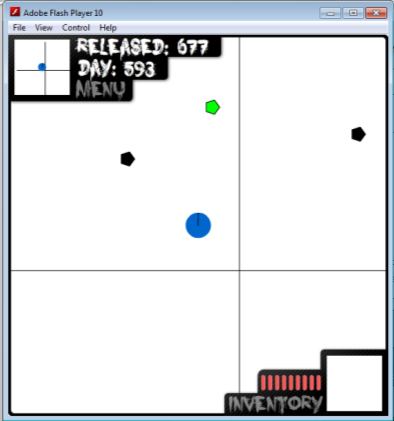 Adobe Flash Player 10
File View Control Help
RELEASED: 677
DAY: 593
MENU
INVENTORY